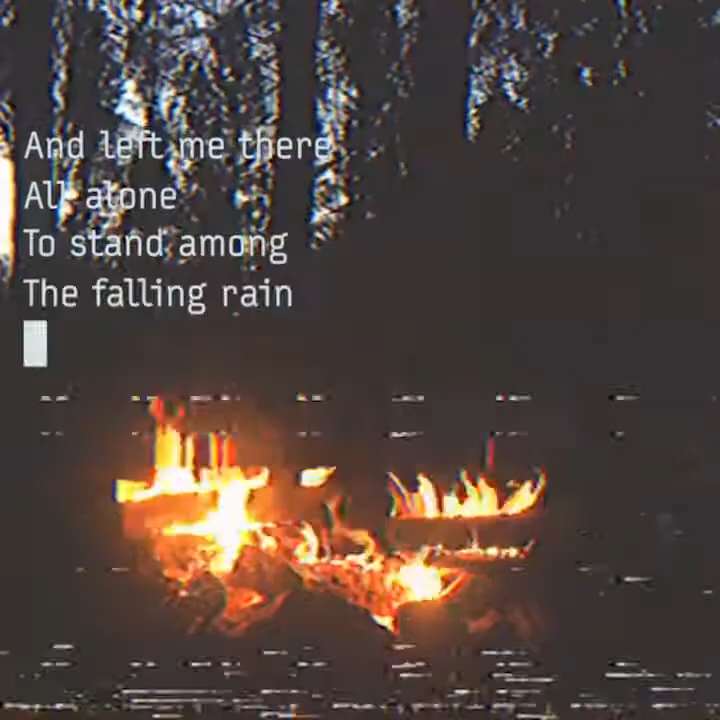 And left me there
All alone
To stand among
The falling rain